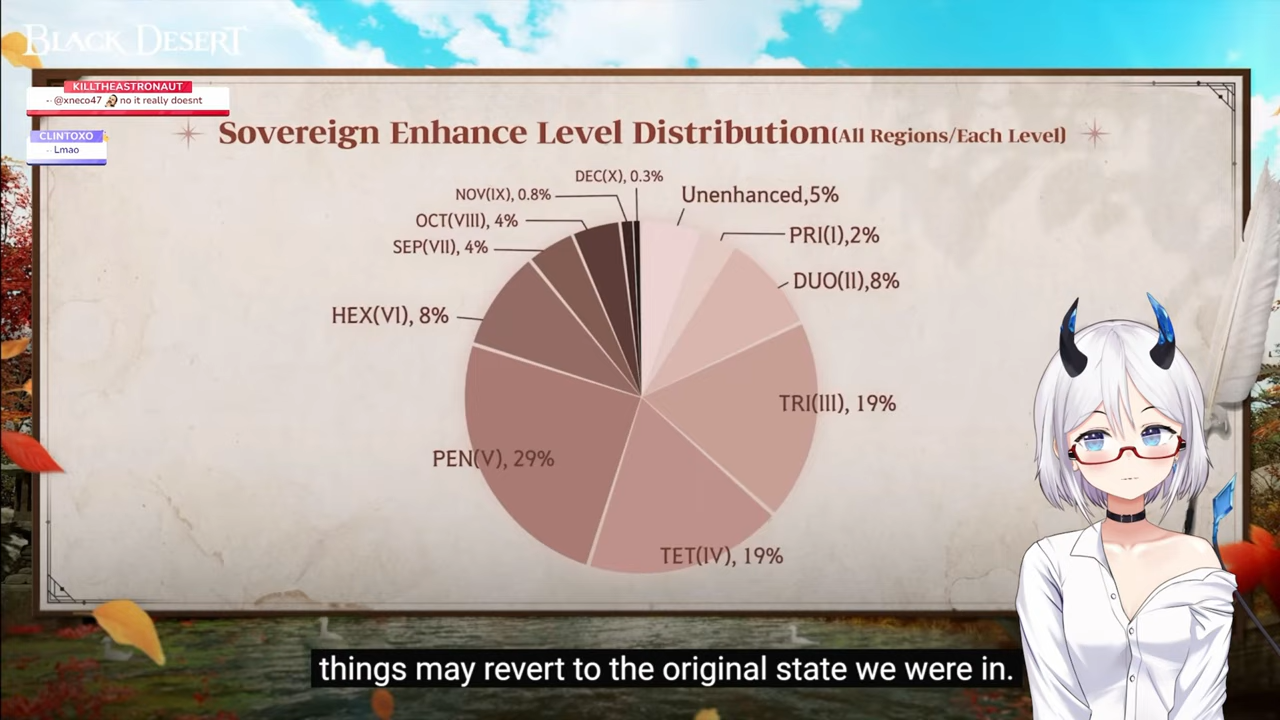 BLACK DESERT
KILLTHEASTRONAUT
@xneco47 no it really doesnt
CLINTOXO
Lmao
Sovereign Enhance Level Distribution(All Regions/Each Level)
DEC(X), 0.3%
NOV(IX), 0.8%
OCT(VIII), 4%
SEP(VII), 4%
HEX(VI), 8%
PEN(V), 29%
Unenhanced,5%
PRI(I),2%
DUO(II),8%
TRI(III), 19%
TET(IV), 19%
things may revert to the original state we were in.